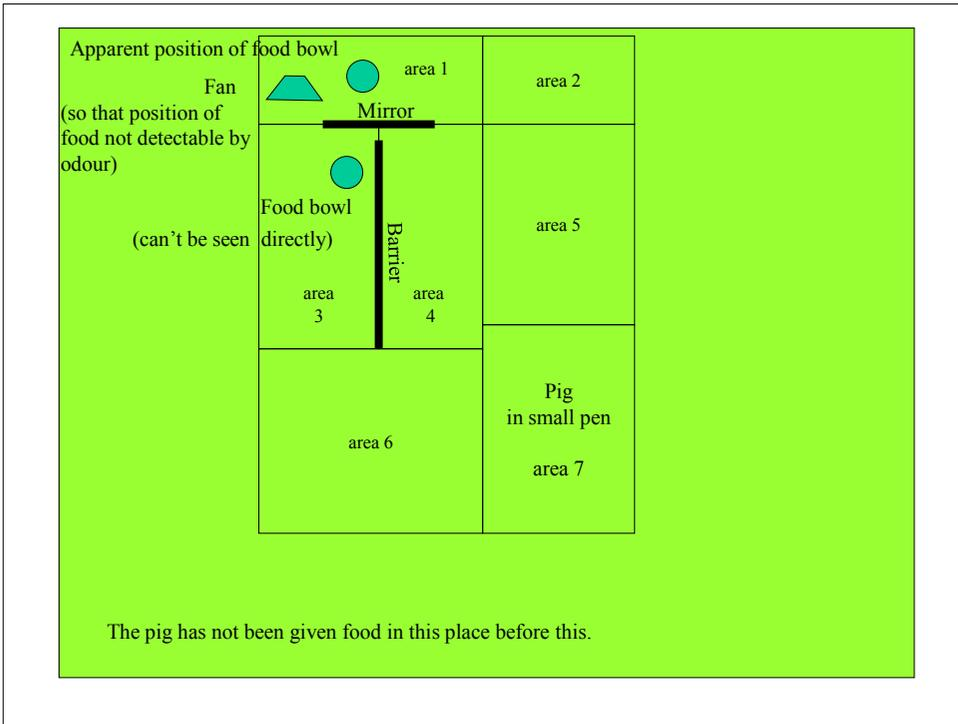 Apparent position of food bowl
area 1
area 2
Fan
(so that position of
food not detectable by
odour)
Mirror
Food bowl
(can’t be seen directly)
Barrier
area 5
area
3
area
4
Pig
in small pen
area 7
area 6
The pig has not been given food in this place before this.